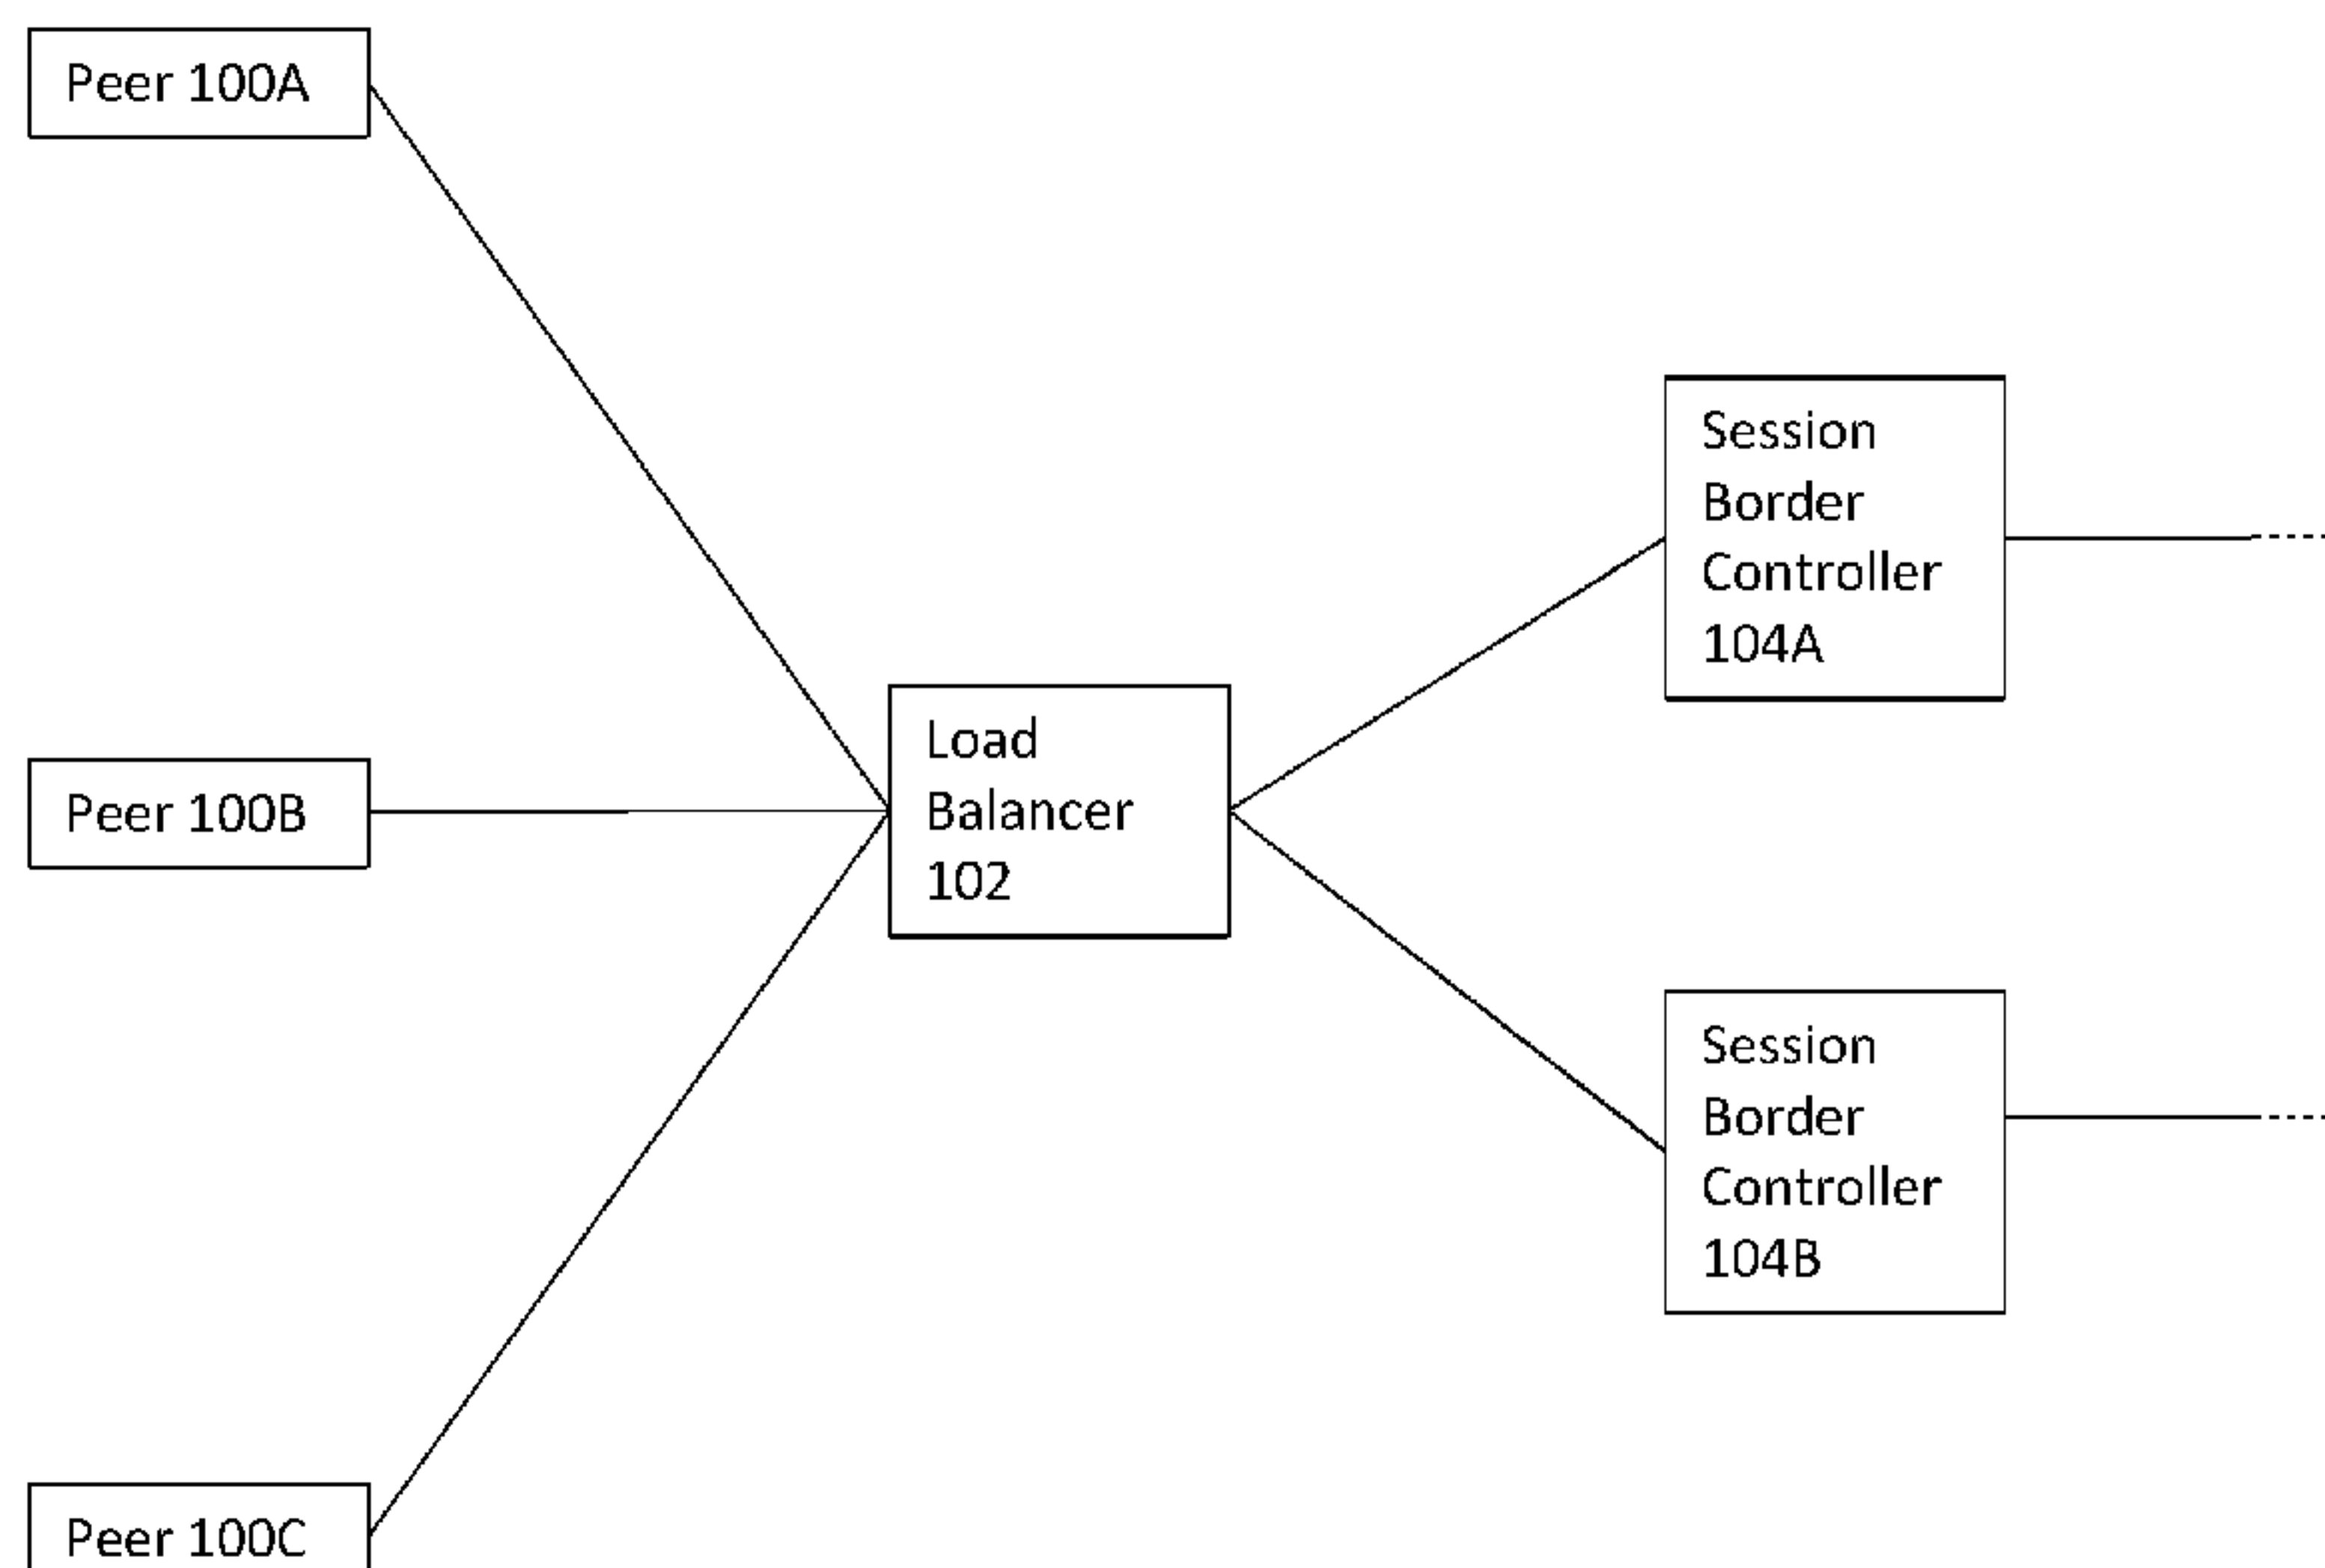 Peer 100A
Peer 100B
Peer 100C
Load
Balancer
102
Session
Border
Controller
104A
Session
Border
Controller
104B